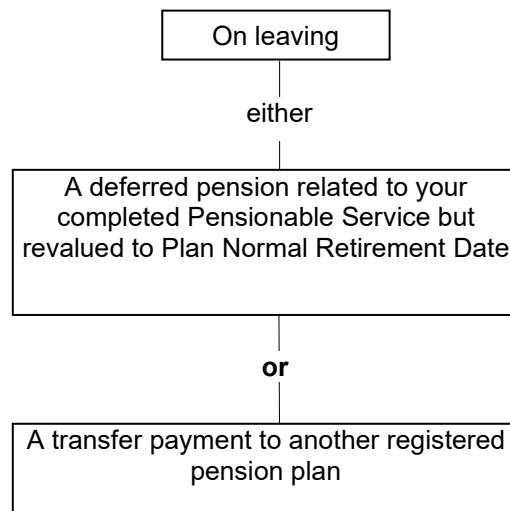 On leaving
either
A deferred pension related to your
completed Pensionable Service but
revalued to Plan Normal Retirement Date
or
A transfer payment to another registered
pension plan